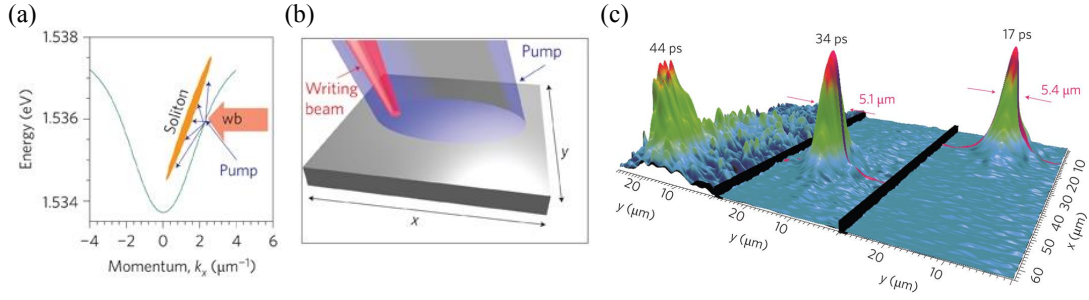 (a)
1.538
1.536
1.534
Energy (eV)
Soliton
wb
Pump
−4 −2 0 2 4 6
Momentum, kₓ (μm⁻¹)
(b)
Writing
beam
Pump
y
x
(c)
44 ps
34 ps
17 ps
5.1 μm
5.4 μm
20
10
y (μm)
20
10
y (μm)
20
10
y (μm)
10
20
30
40
50
60
x (μm)